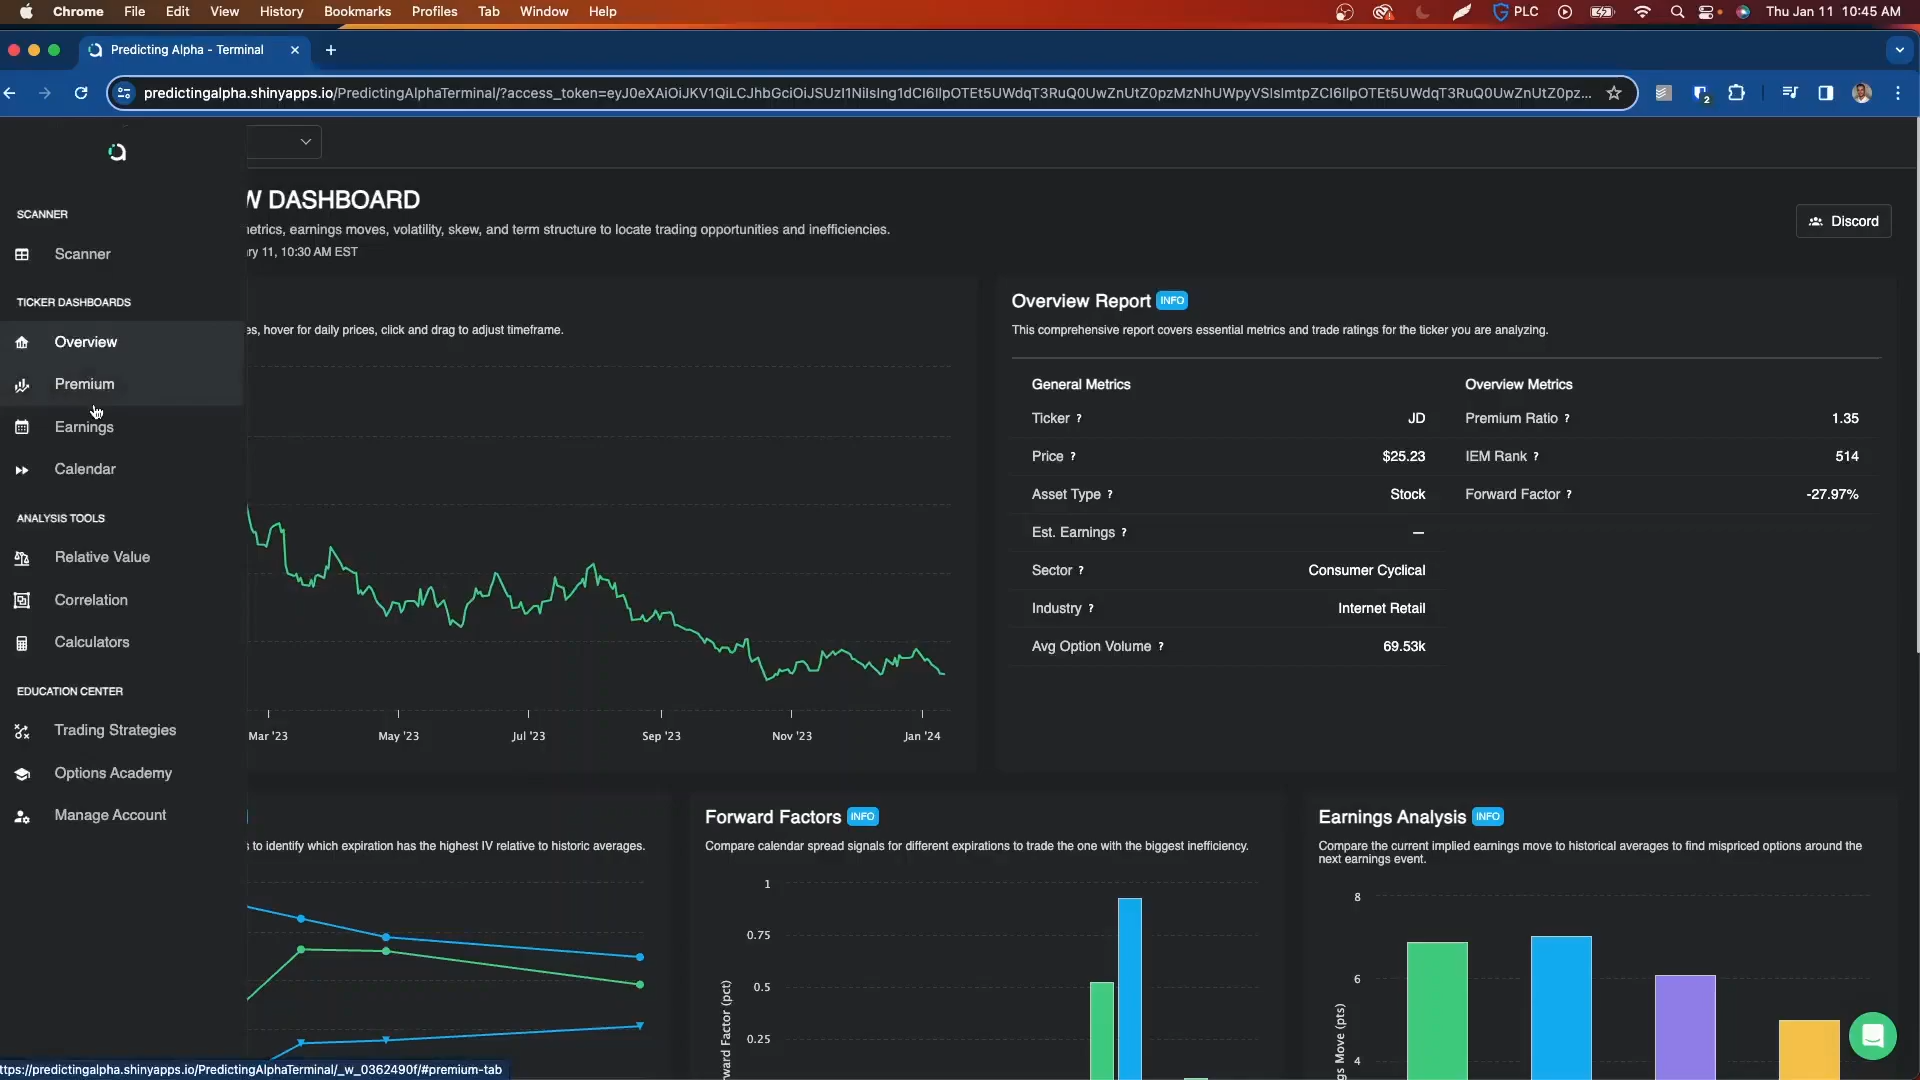 Chrome File Edit View History Bookmarks Profiles Tab Window Help
PLC Thu Jan 11 10:45 AM
Predicting Alpha - Terminal
2
SCANNER
Scanner
TICKER DASHBOARDS
Overview
Premium
Earnings
Calendar
ANALYSIS TOOLS
Relative Value
Correlation
Calculators
EDUCATION CENTER
Trading Strategies
Options Academy
Manage Account
W DASHBOARD
etrics, earnings moves, volatility, skew, and term structure to locate trading opportunities and inefficiencies.
ry 11, 10:30 AM EST
Discord
es, hover for daily prices, click and drag to adjust timeframe.
Mar '23 May '23 Jul '23 Sep '23 Nov '23 Jan '24
Overview Report INFO
This comprehensive report covers essential metrics and trade ratings for the ticker you are analyzing.
General Metrics
Ticker ? JD
Price ? $25.23
Asset Type ? Stock
Est. Earnings ? —
Sector ? Consumer Cyclical
Industry ? Internet Retail
Avg Option Volume ? 69.53k
Overview Metrics
Premium Ratio ? 1.35
IEM Rank ? 514
Forward Factor ? -27.97%
s to identify which expiration has the highest IV relative to historic averages.
Forward Factors INFO
Compare calendar spread signals for different expirations to trade the one with the biggest inefficiency.
1
0.75
0.5
0.25
ward Factor (pct)
Earnings Analysis INFO
Compare the current implied earnings move to historical averages to find mispriced options around the
next earnings event.
8
6
4
gs Move (pts)
ttps://predictingalpha.shinyapps.io/PredictingAlphaTerminal/_w_0362490f/#premium-tab